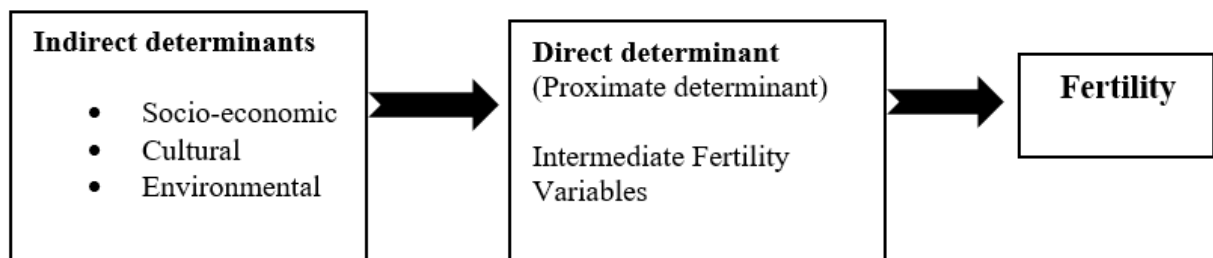 Indirect determinants
• Socio-economic
• Cultural
• Environmental
Direct determinant
(Proximate determinant)
Intermediate Fertility
Variables
Fertility